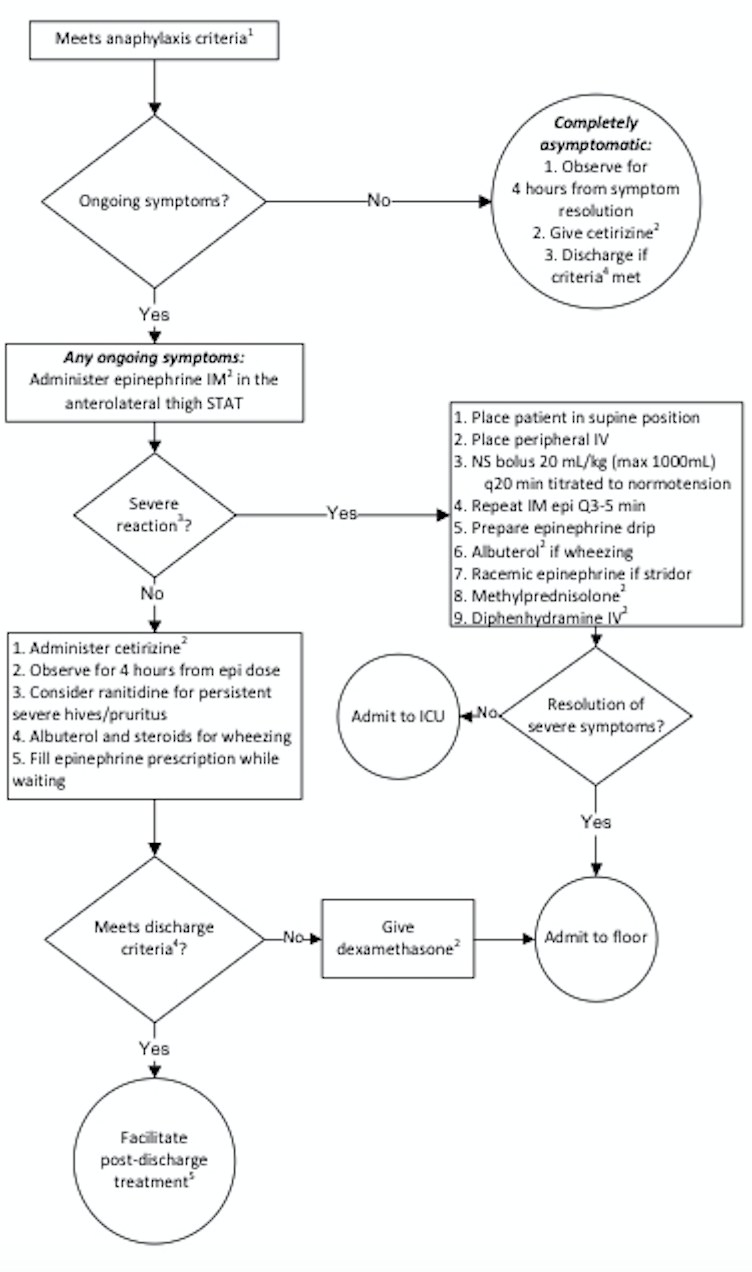 Meets anaphylaxis criteria¹
Ongoing symptoms?
No
Completely
asymptomatic:
1. Observe for
4 hours from symptom
resolution
2. Give cetirizine²
3. Discharge if
criteria⁴ met
Yes
Any ongoing symptoms:
Administer epinephrine IM² in the
anterolateral thigh STAT
Severe
reaction³?
Yes
1. Place patient in supine position
2. Place peripheral IV
3. NS bolus 20 mL/kg (max 1000mL)
q20 min titrated to normotension
4. Repeat IM epi Q3-5 min
5. Prepare epinephrine drip
6. Albuterol² if wheezing
7. Racemic epinephrine if stridor
8. Methylprednisolone²
9. Diphenhydramine IV²
No
1. Administer cetirizine²
2. Observe for 4 hours from epi dose
3. Consider ranitidine for persistent
severe hives/pruritus
4. Albuterol and steroids for wheezing
5. Fill epinephrine prescription while
waiting
Resolution of
severe symptoms?
No
Admit to ICU
Yes
Admit to floor
Meets discharge
criteria⁴?
No
Give
dexamethasone²
Yes
Facilitate
post-discharge
treatment⁵